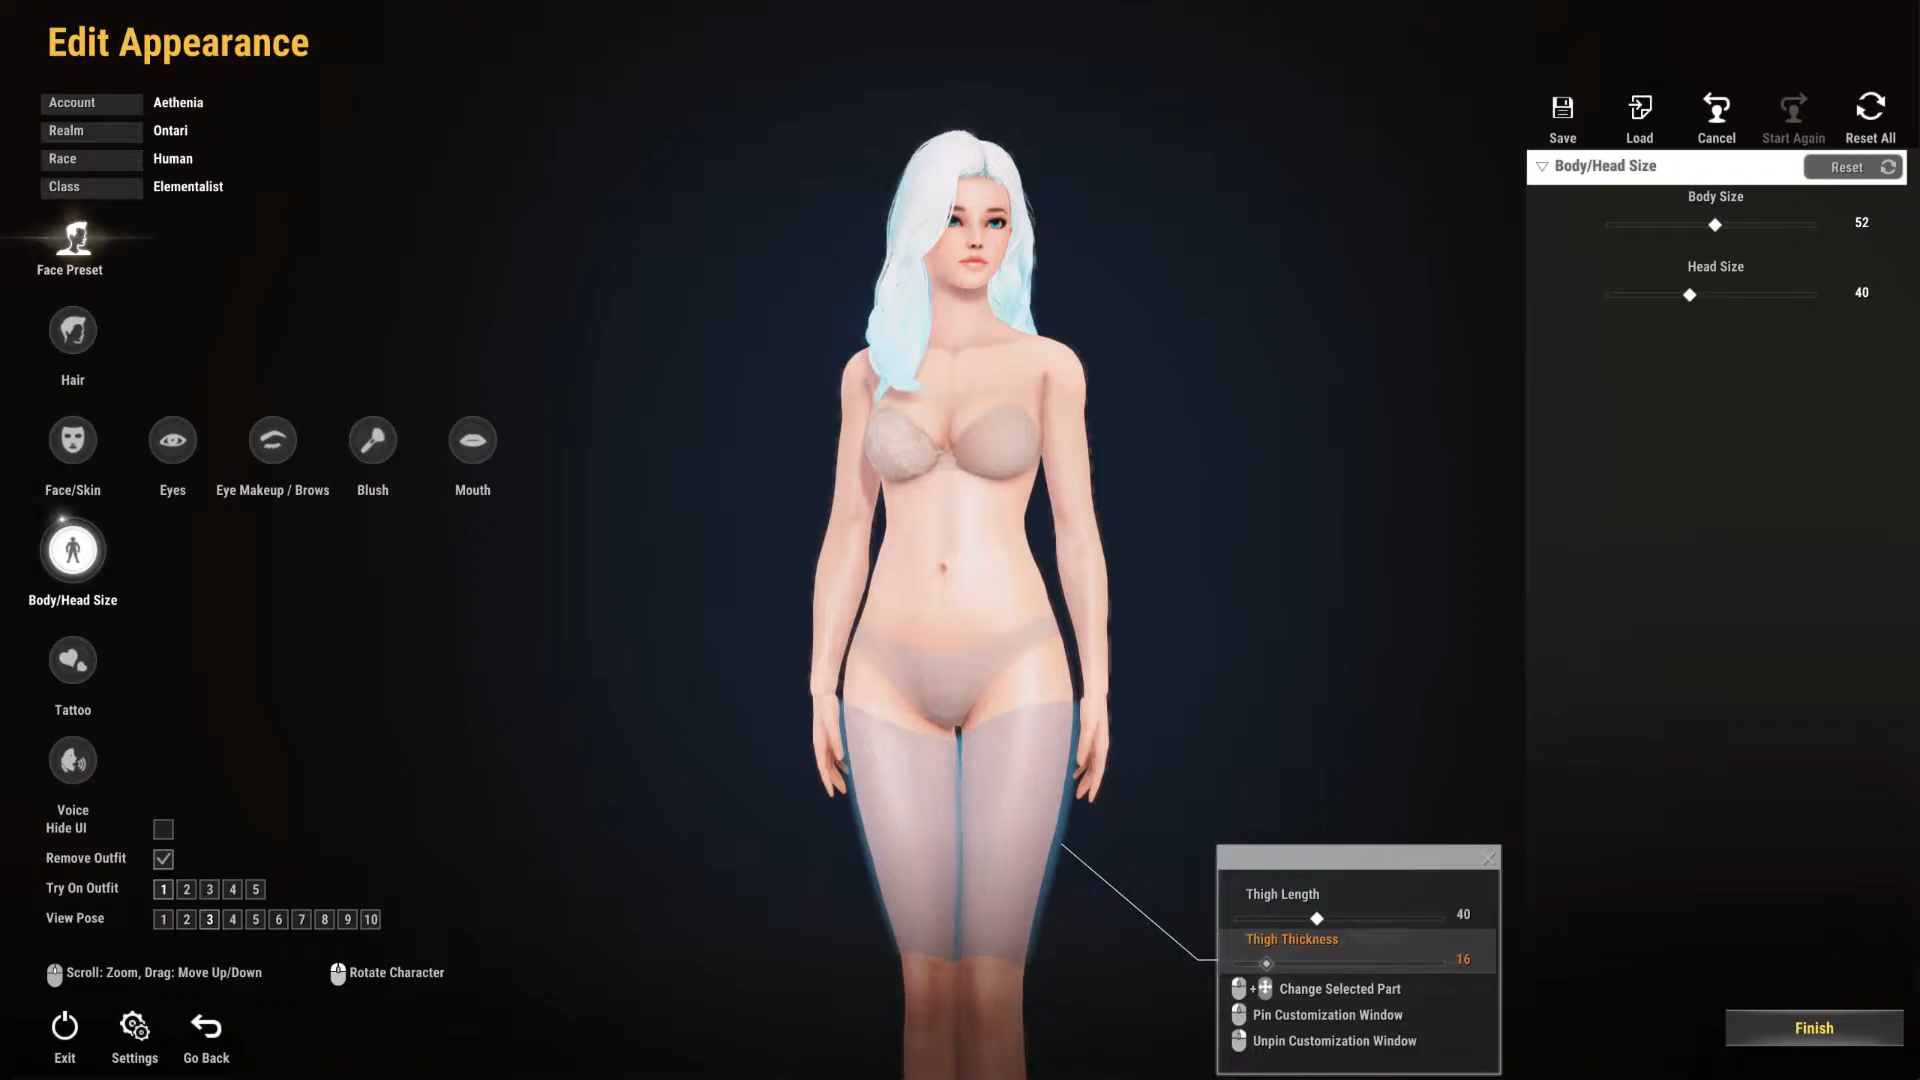 Edit Appearance
Account Aethenia
Realm Ontari
Race Human
Class Elementalist
Face Preset
Hair
Face/Skin Eyes Eye Makeup / Brows Blush Mouth
Body/Head Size
Tattoo
Voice
Hide UI
Remove Outfit
Try On Outfit 1 2 3 4 5
View Pose 1 2 3 4 5 6 7 8 9 10
Scroll: Zoom, Drag: Move Up/Down Rotate Character
Exit Settings Go Back
Save Load Cancel Start Again Reset All
Body/Head Size Reset
Body Size
52
Head Size
40
Thigh Length
40
Thigh Thickness
16
+ Change Selected Part
Pin Customization Window
Unpin Customization Window
Finish